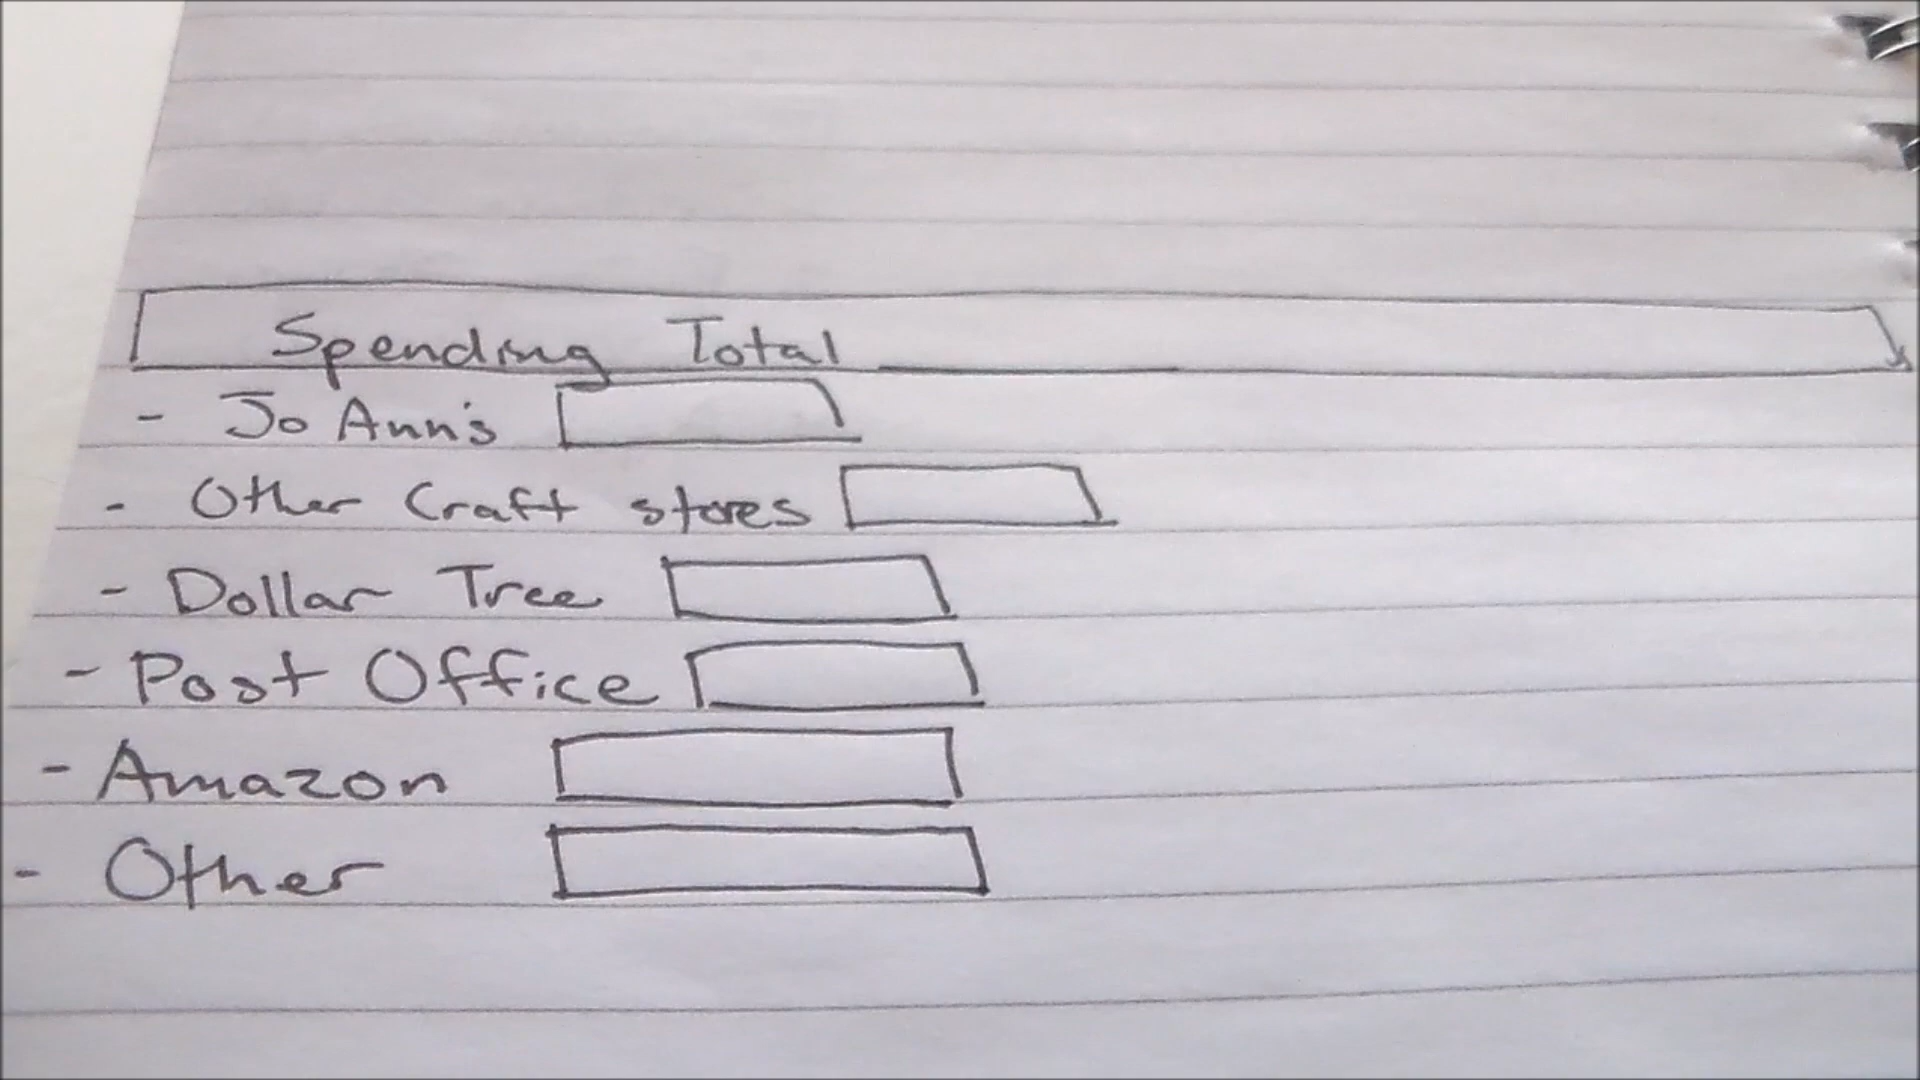 Spending Total
- Jo Ann's
- Other Craft stores
- Dollar Tree
- Post Office
- Amazon
- Other